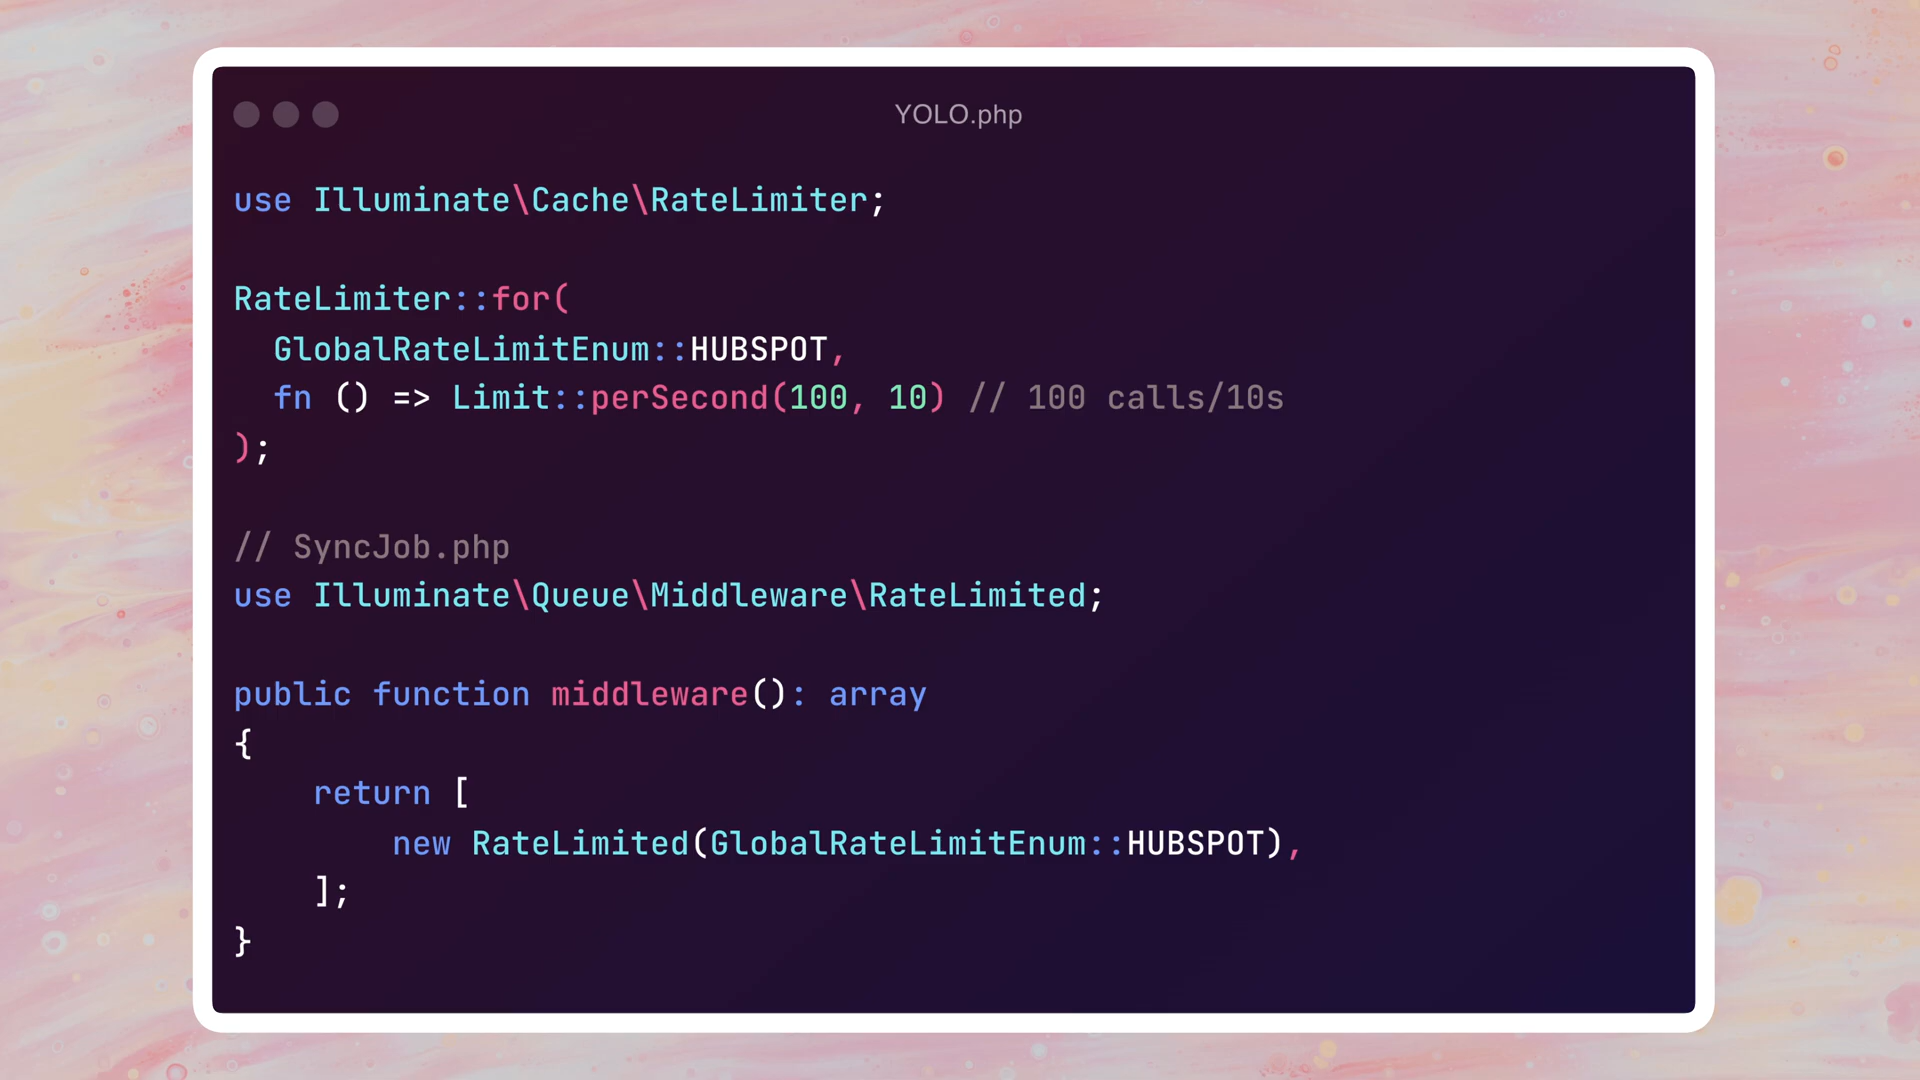 YOLO.php
use Illuminate\Cache\RateLimiter;
RateLimiter::for(
  GlobalRateLimitEnum::HUBSPOT,
  fn () => Limit::perSecond(100, 10) // 100 calls/10s
);
// SyncJob.php
use Illuminate\Queue\Middleware\RateLimited;
public function middleware(): array
{
    return [
        new RateLimited(GlobalRateLimitEnum::HUBSPOT),
    ];
}